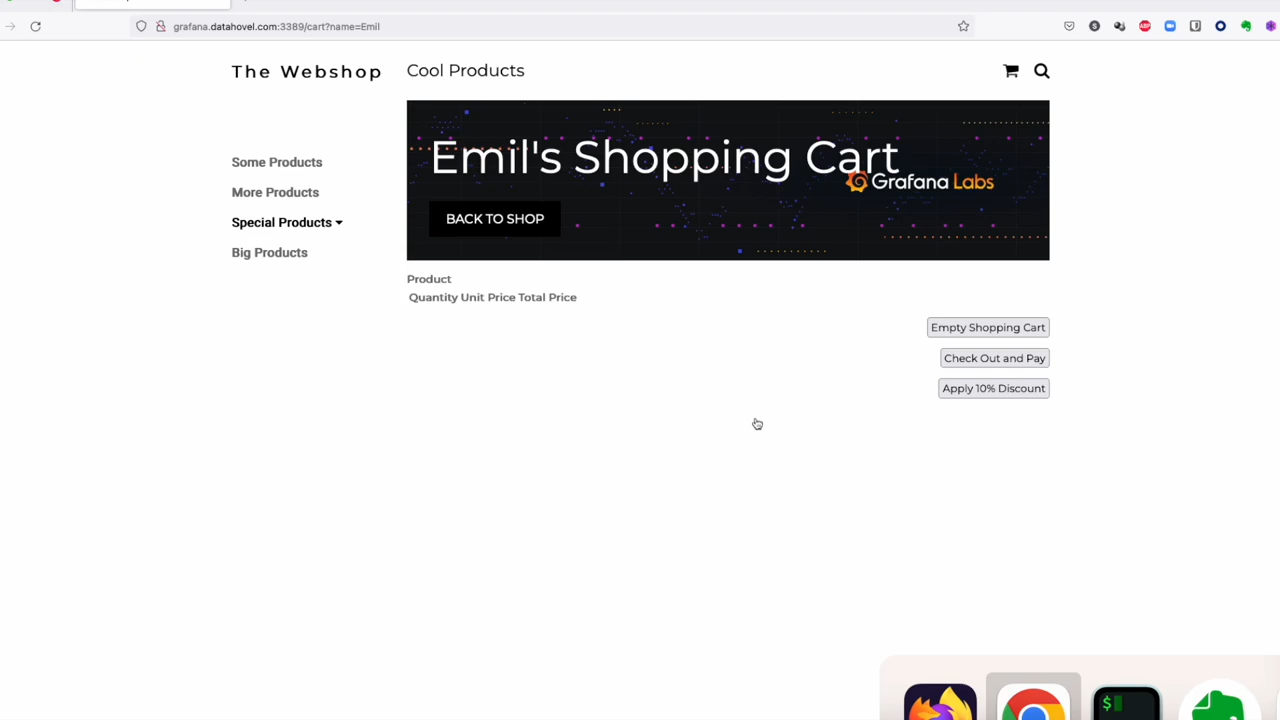 grafana.datahovel.com:3389/cart?name=Emil
The Webshop
Cool Products
Some Products
More Products
Special Products
Big Products
Emil's Shopping Cart
Grafana Labs
BACK TO SHOP
Product
Quantity Unit Price Total Price
Empty Shopping Cart
Check Out and Pay
Apply 10% Discount
S
ABP
$